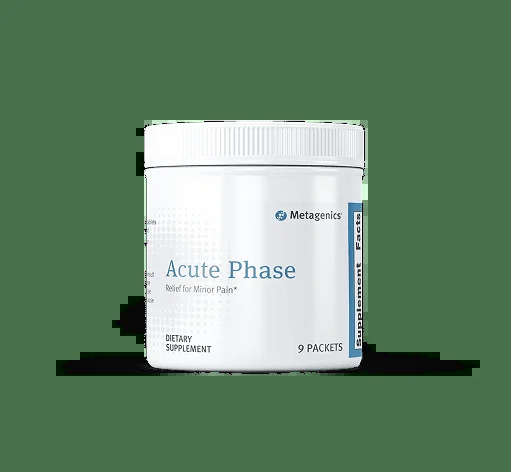 Metagenics
Acute Phase
Relief for Minor Pain*
DIETARY
SUPPLEMENT
9 PACKETS
Supplement Facts